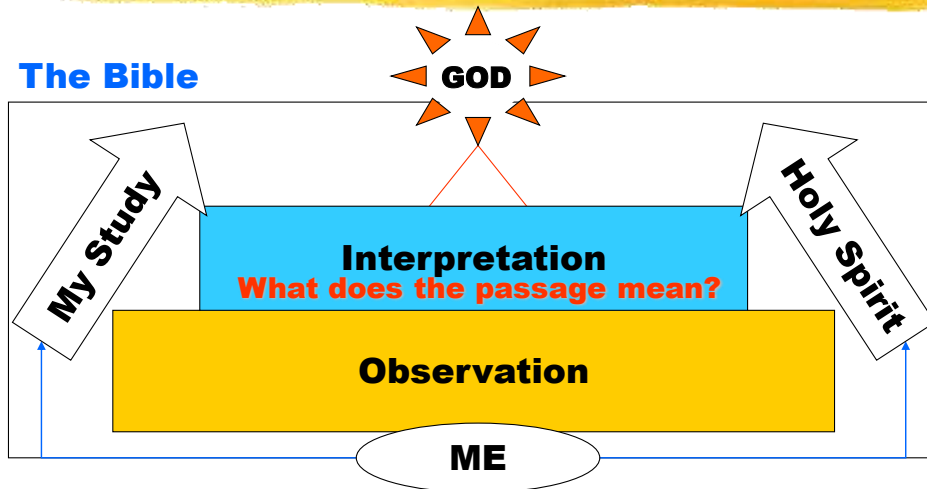 GOD
The Bible
My Study
Holy Spirit
Interpretation
What does the passage mean?
Observation
ME